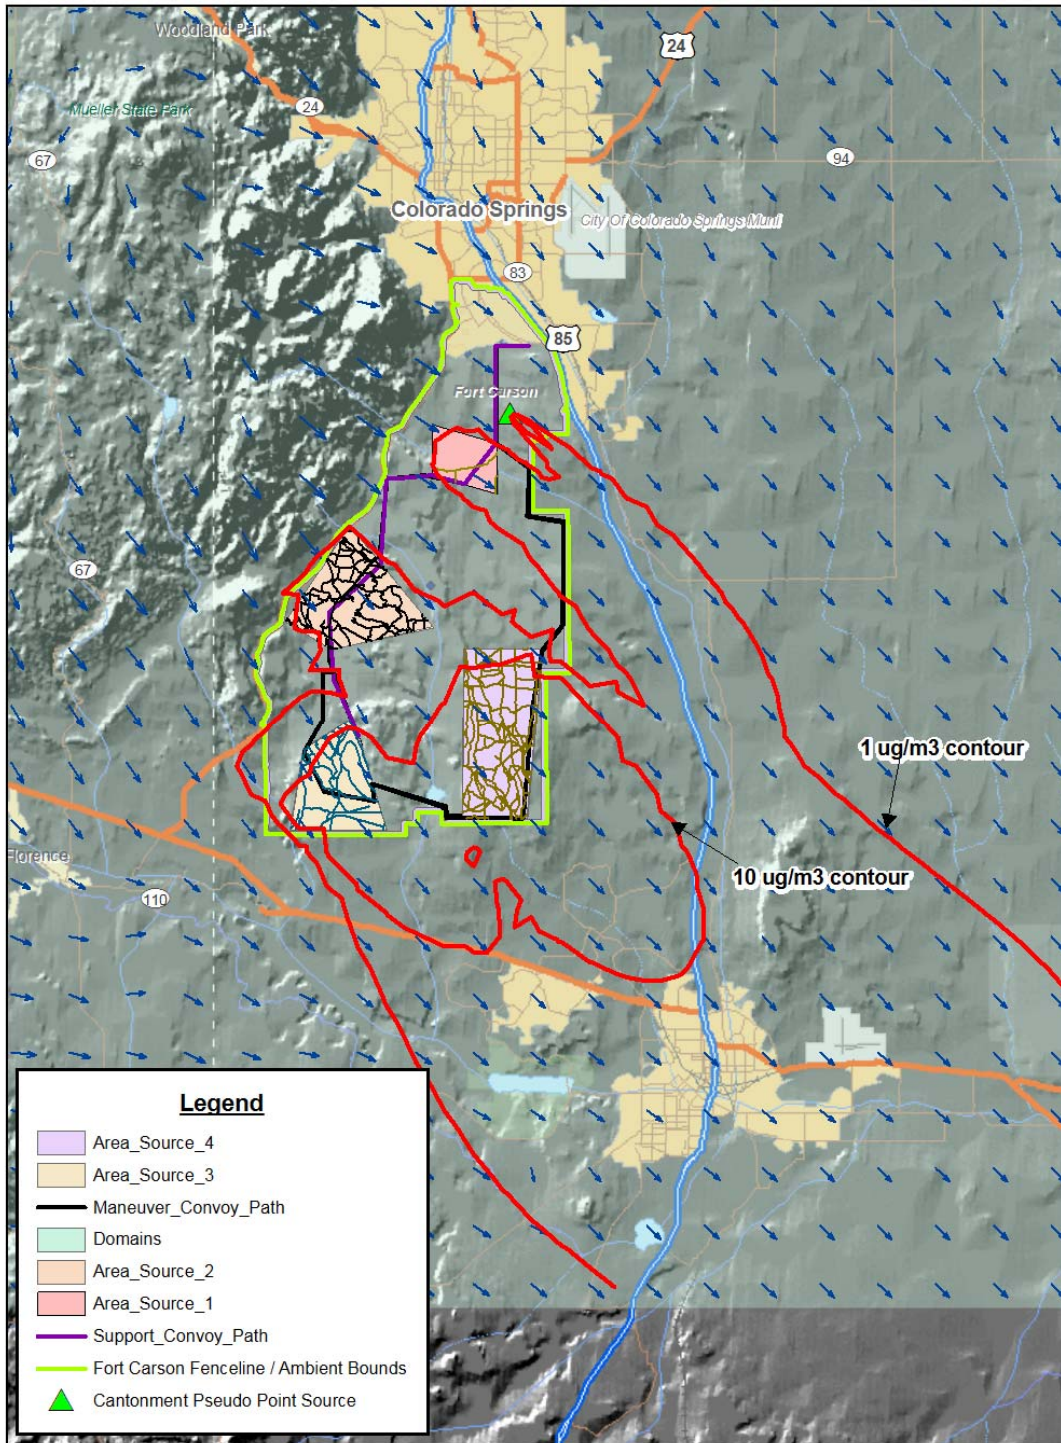 Woodland Park
24
Mueller State Park
24
67
94
Colorado Springs
City Of Colorado Springs Muni
83
85
Fort Carson
67
1 ug/m3 contour
Florence
10 ug/m3 contour
110
Legend
Area_Source_4
Area_Source_3
Maneuver_Convoy_Path
Domains
Area_Source_2
Area_Source_1
Support_Convoy_Path
Fort Carson Fenceline / Ambient Bounds
Cantonment Pseudo Point Source